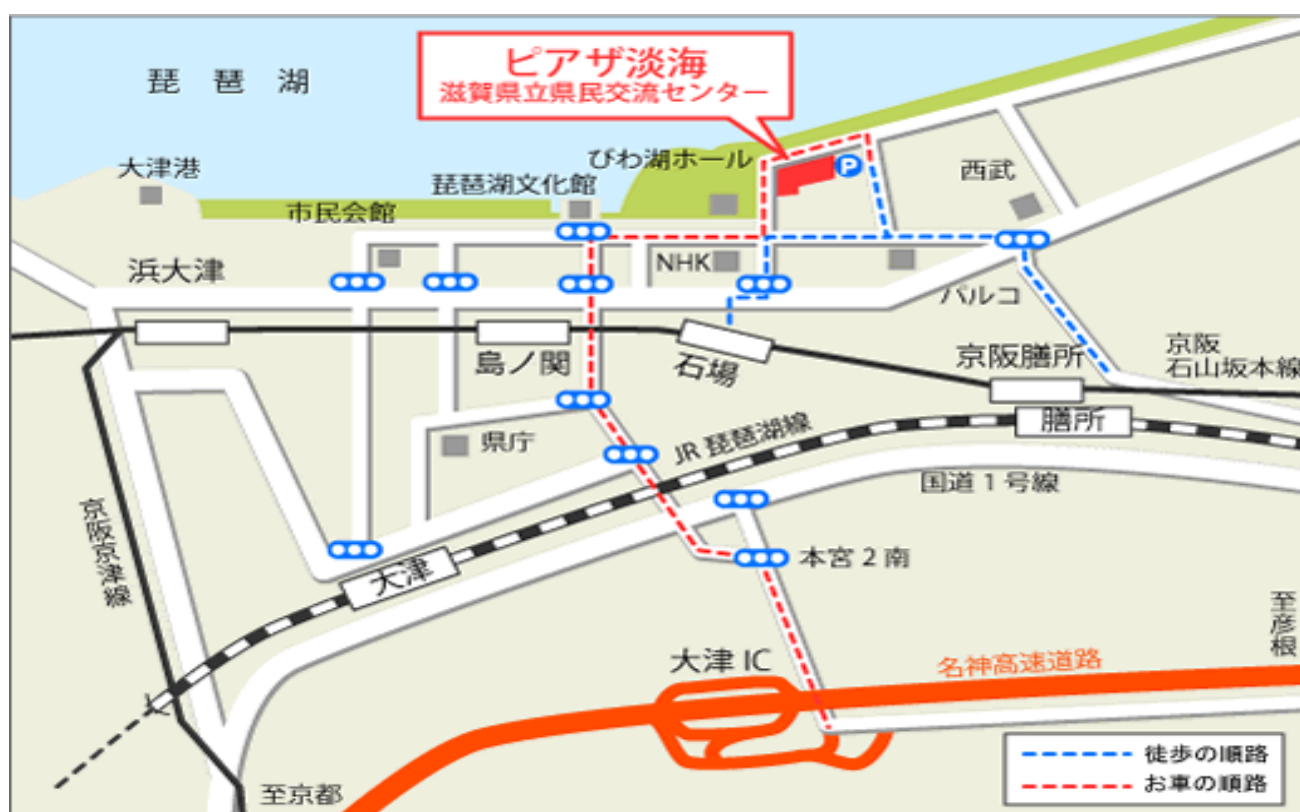 ピアザ淡海
滋賀県立県民交流センター
琵琶湖
大津港
琵琶湖文化館
びわ湖ホール
P
西武
市民会館
浜大津
NHK
パルコ
島ノ関
石場
京阪膳所
京阪
石山坂本線
膳所
県庁
JR 琵琶湖線
国道1号線
京阪京津線
大津
本宮2南
至彦根
大津 IC
名神高速道路
至京都
徒歩の順路
お車の順路